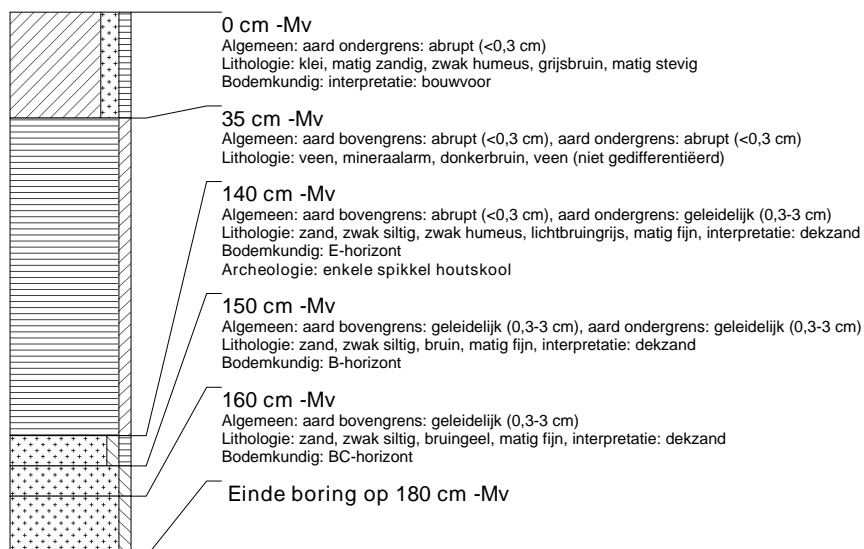 0 cm -Mv
Algemeen: aard ondergrens: abrupt (<0,3 cm)
Lithologie: klei, matig zandig, zwak humeus, grijsbruin, matig stevig
Bodemkundig: interpretatie: bouwvoor
35 cm -Mv
Algemeen: aard bovengrens: abrupt (<0,3 cm), aard ondergrens: abrupt (<0,3 cm)
Lithologie: veen, mineraalarm, donkerbruin, veen (niet gedifferentiëerd)
140 cm -Mv
Algemeen: aard bovengrens: abrupt (<0,3 cm), aard ondergrens: geleidelijk (0,3-3 cm)
Lithologie: zand, zwak siltig, zwak humeus, lichtbruingrijs, matig fijn, interpretatie: dekzand
Bodemkundig: E-horizont
Archeologie: enkele spikkel houtskool
150 cm -Mv
Algemeen: aard bovengrens: geleidelijk (0,3-3 cm), aard ondergrens: geleidelijk (0,3-3 cm)
Lithologie: zand, zwak siltig, bruin, matig fijn, interpretatie: dekzand
Bodemkundig: B-horizont
160 cm -Mv
Algemeen: aard bovengrens: geleidelijk (0,3-3 cm)
Lithologie: zand, zwak siltig, bruingeel, matig fijn, interpretatie: dekzand
Bodemkundig: BC-horizont
Einde boring op 180 cm -Mv